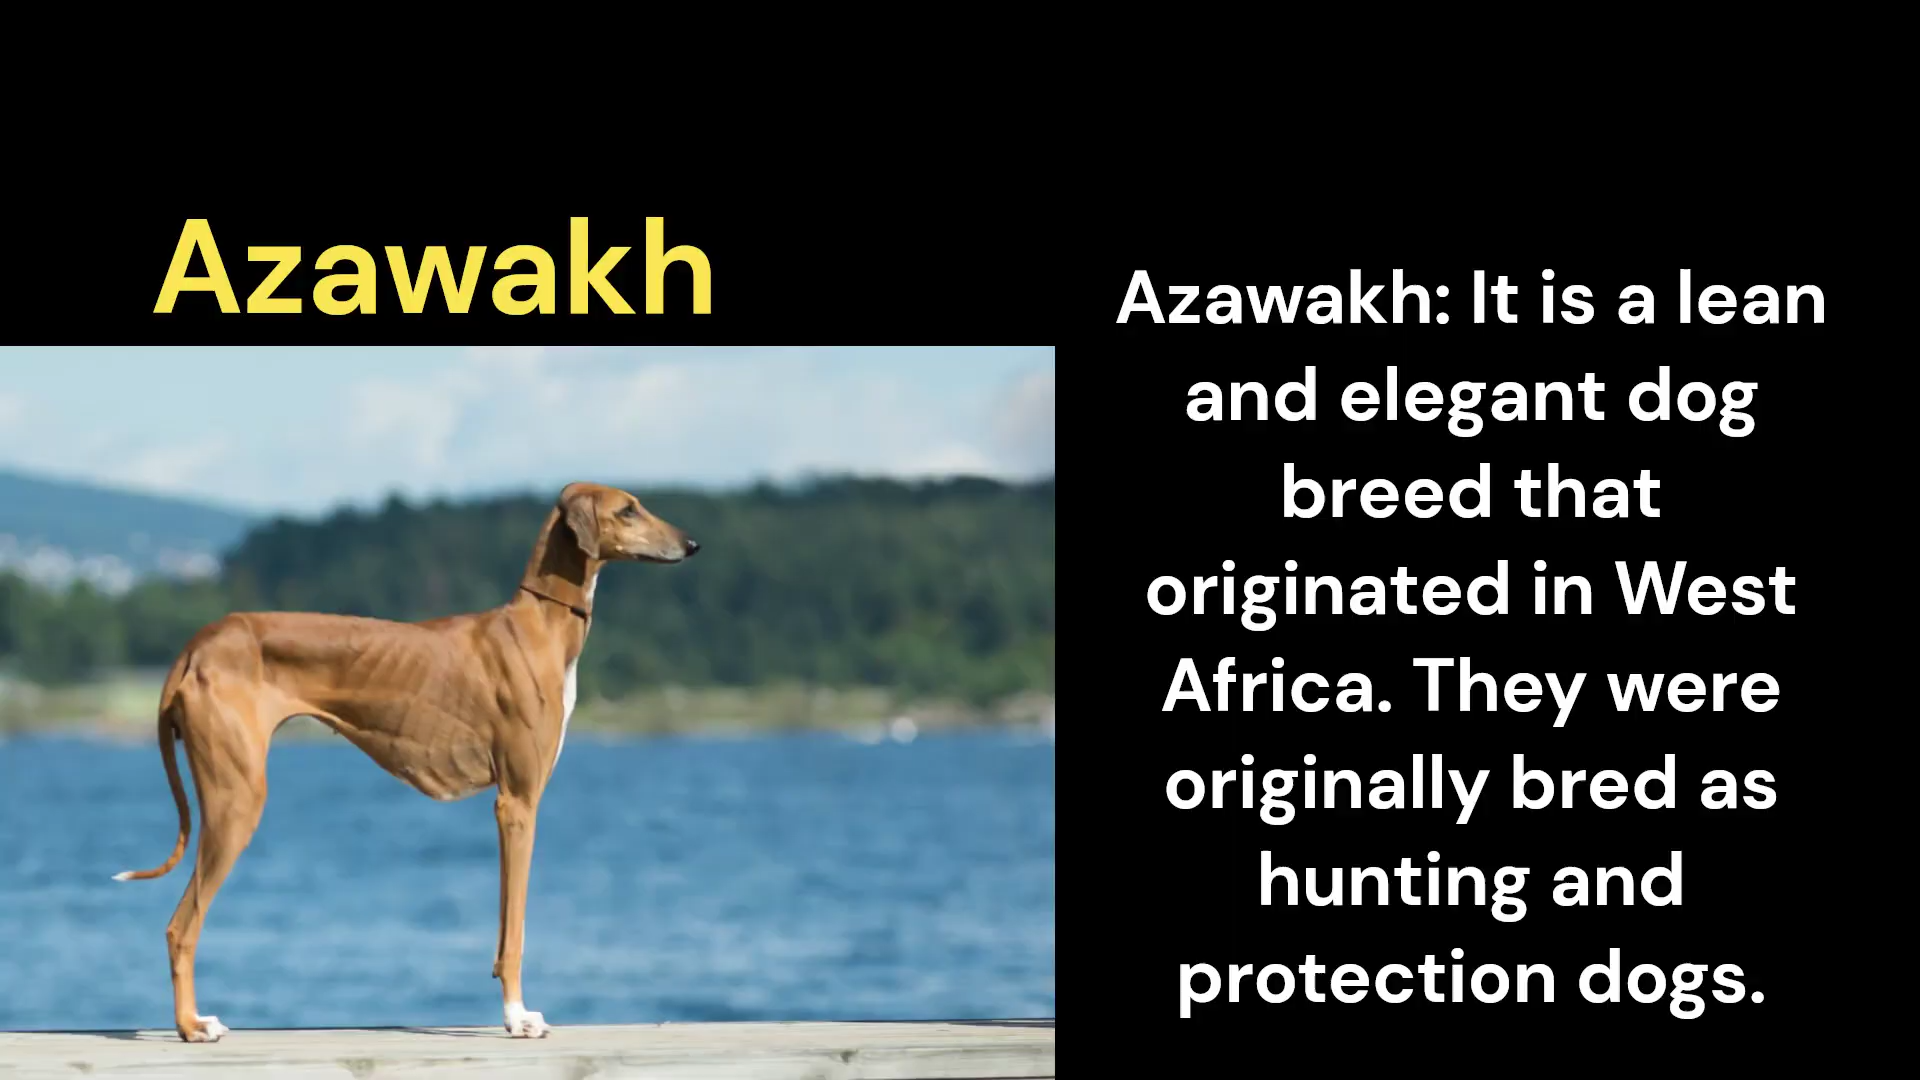 Azawakh
Azawakh: It is a lean
and elegant dog
breed that
originated in West
Africa. They were
originally bred as
hunting and
protection dogs.